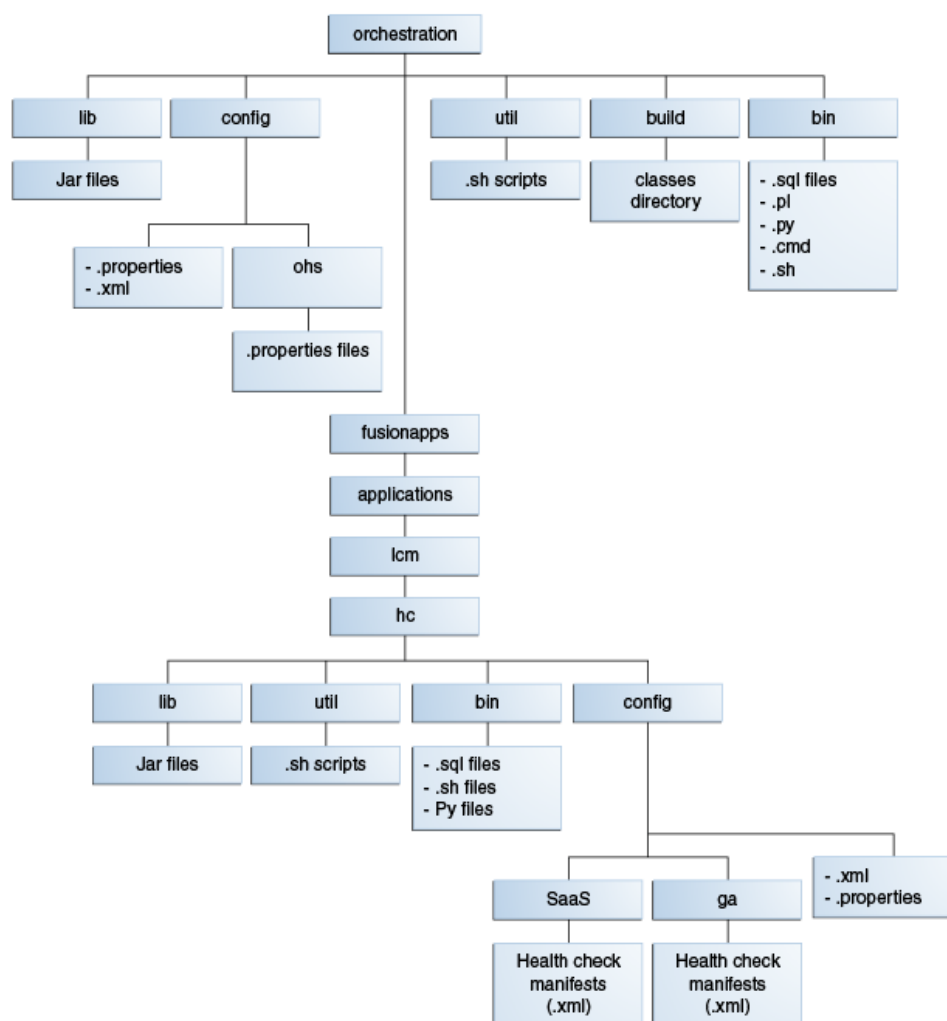 orchestration
lib
config
util
build
bin
Jar files
.sh scripts
classes
directory
- .sql files
- .pl
- .py
- .cmd
- .sh
- .properties
- .xml
ohs
.properties files
fusionapps
applications
lcm
hc
lib
util
bin
config
Jar files
.sh scripts
- .sql files
- .sh files
- Py files
SaaS
ga
- .xml
- .properties
Health check
manifests
(.xml)
Health check
manifests
(.xml)